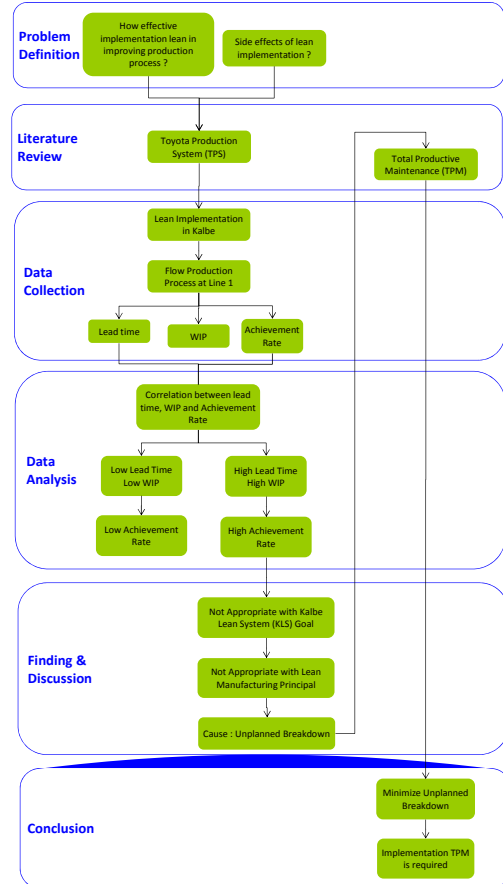 Problem
Definition
How effective
implementation lean in
improving production
process ?
Side effects of lean
implementation ?
Literature
Review
Toyota Production
System (TPS)
Total Productive
Maintenance (TPM)
Data
Collection
Lean Implementation
in Kalbe
Flow Production
Process at Line 1
Lead time
WIP
Achievement
Rate
Data
Analysis
Correlation between lead
time, WIP and Achievement
Rate
Low Lead Time
Low WIP
High Lead Time
High WIP
Low Achievement
Rate
High Achievement
Rate
Finding &
Discussion
Not Appropriate with Kalbe
Lean System (KLS) Goal
Not Appropriate with Lean
Manufacturing Principal
Cause : Unplanned Breakdown
Conclusion
Minimize Unplanned
Breakdown
Implementation TPM
is required